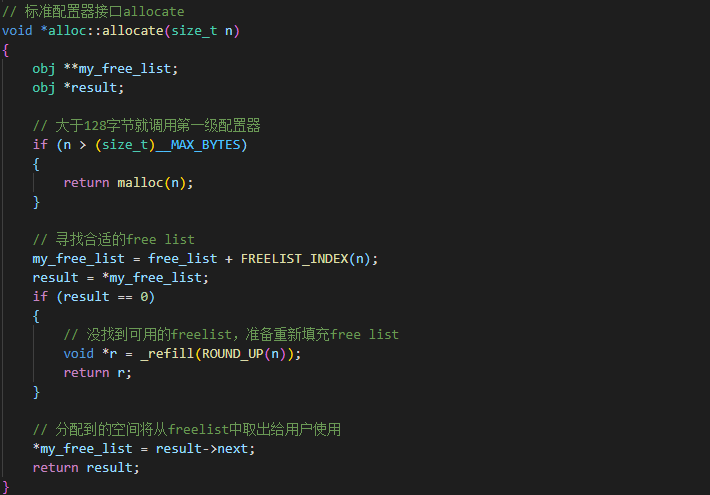 // 标准配置器接口allocate
void *alloc::allocate(size_t n)
{
    obj **my_free_list;
    obj *result;

    // 大于128字节就调用第一级配置器
    if (n > (size_t)__MAX_BYTES)
    {
        return malloc(n);
    }

    // 寻找合适的free list
    my_free_list = free_list + FREELIST_INDEX(n);
    result = *my_free_list;
    if (result == 0)
    {
        // 没找到可用的freelist，准备重新填充free list
        void *r = _refill(ROUND_UP(n));
        return r;
    }

    // 分配到的空间将从freelist中取出给用户使用
    *my_free_list = result->next;
    return result;
}